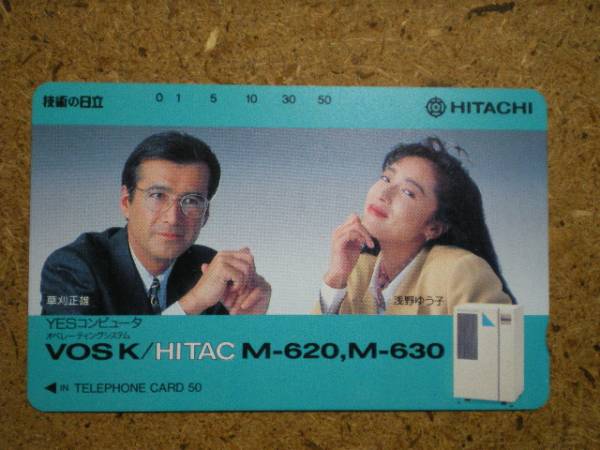 技術の日立
0 1 5 10 30 50
HITACHI
草刈正雄
浅野ゆう子
YESコンピュータ
オペレーティングシステム
VOS K/HITAC M-620,M-630
◀ IN TELEPHONE CARD 50